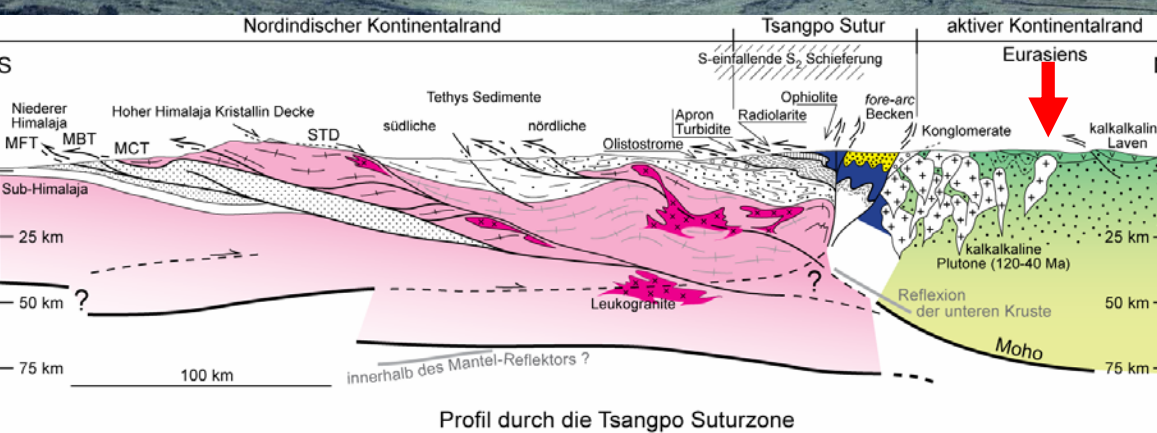 Nordindischer Kontinentalrand
Tsangpo Sutur
aktiver Kontinentalrand
Eurasiens
S
S-einfallende S2 Schieferung
Niederer
Himalaja
MFT
MBT
MCT
Hoher Himalaja Kristallin Decke
STD
Tethys Sedimente
südliche
nördliche
Olistostrome
Apron
Turbidite
Radiolarite
Ophiolite
fore-arc
Becken
Konglomerate
kalkalkalin
Laven
Sub-Himalaja
25 km
50 km
75 km
?
100 km
innerhalb des Mantel-Reflektors ?
Leukogranite
?
kalkalkaline
Plutone (120-40 Ma)
Reflexion
der unteren Kruste
Moho
25 km
50 km
75 km
Profil durch die Tsangpo Suturzone